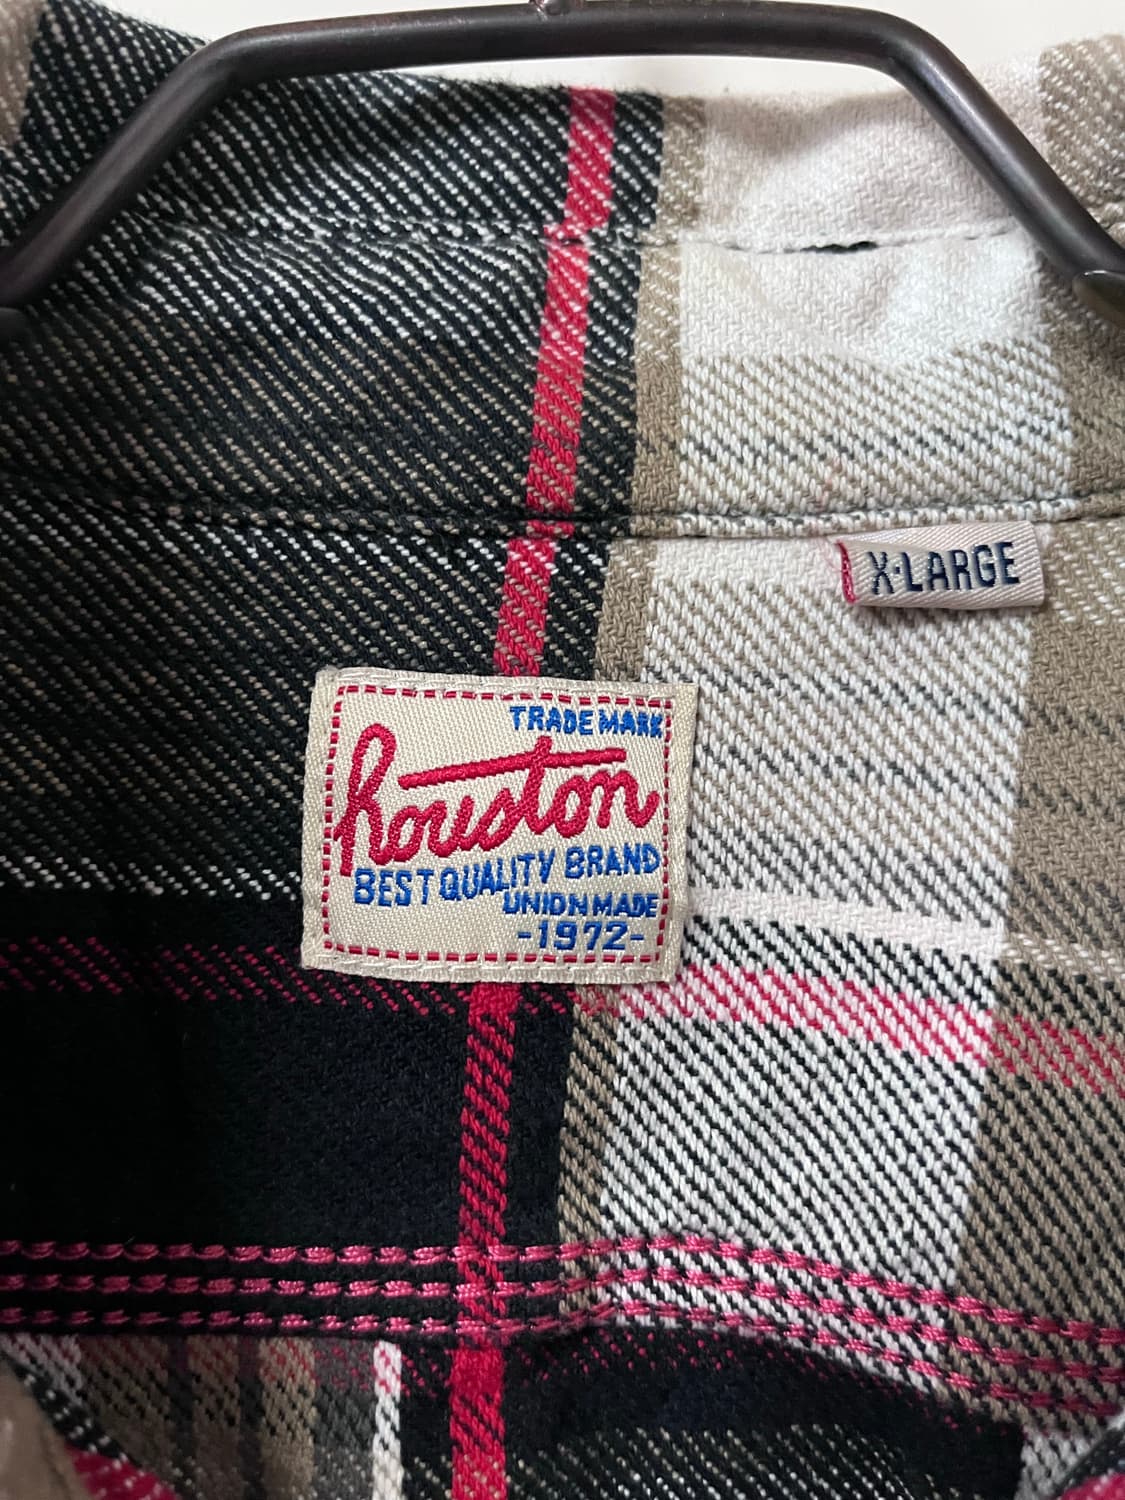 X·LARGE
TRADE MARK
houston
BEST QUALITY BRAND
UNION MADE
-1972-